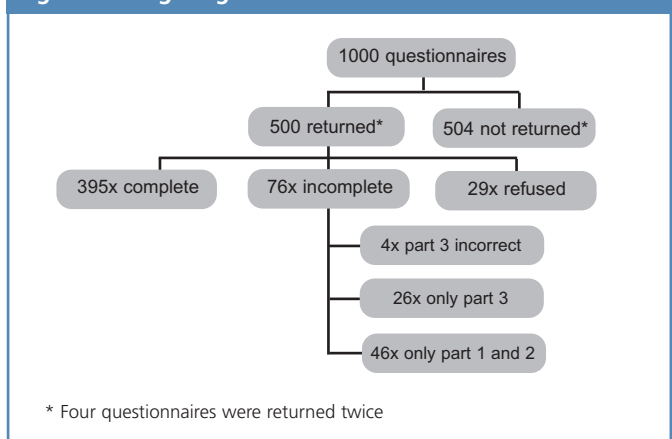 1000 questionnaires
500 returned*
504 not returned*
395x complete
76x incomplete
29x refused
4x part 3 incorrect
26x only part 3
46x only part 1 and 2
* Four questionnaires were returned twice